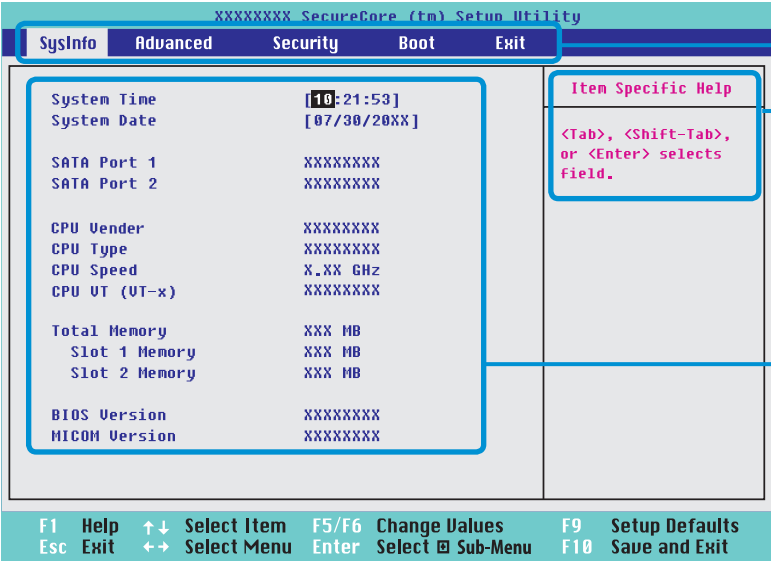 XXXXXXXX SecureCore (tm) Setup Utility
SysInfo Advanced Security Boot Exit
System Time [10:21:53]
System Date [07/30/20XX]
SATA Port 1 XXXXXXXX
SATA Port 2 XXXXXXXX
CPU Vender XXXXXXXX
CPU Type XXXXXXXX
CPU Speed X.XX GHz
CPU VT (VT-x) XXXXXXXX
Total Memory XXX MB
Slot 1 Memory XXX MB
Slot 2 Memory XXX MB
BIOS Version XXXXXXXX
MICOM Version XXXXXXXX
Item Specific Help
<Tab>, <Shift-Tab>,
or <Enter> selects
field.
F1 Help ↑↓ Select Item F5/F6 Change Values F9 Setup Defaults
Esc Exit ←→ Select Menu Enter Select Sub-Menu F10 Save and Exit